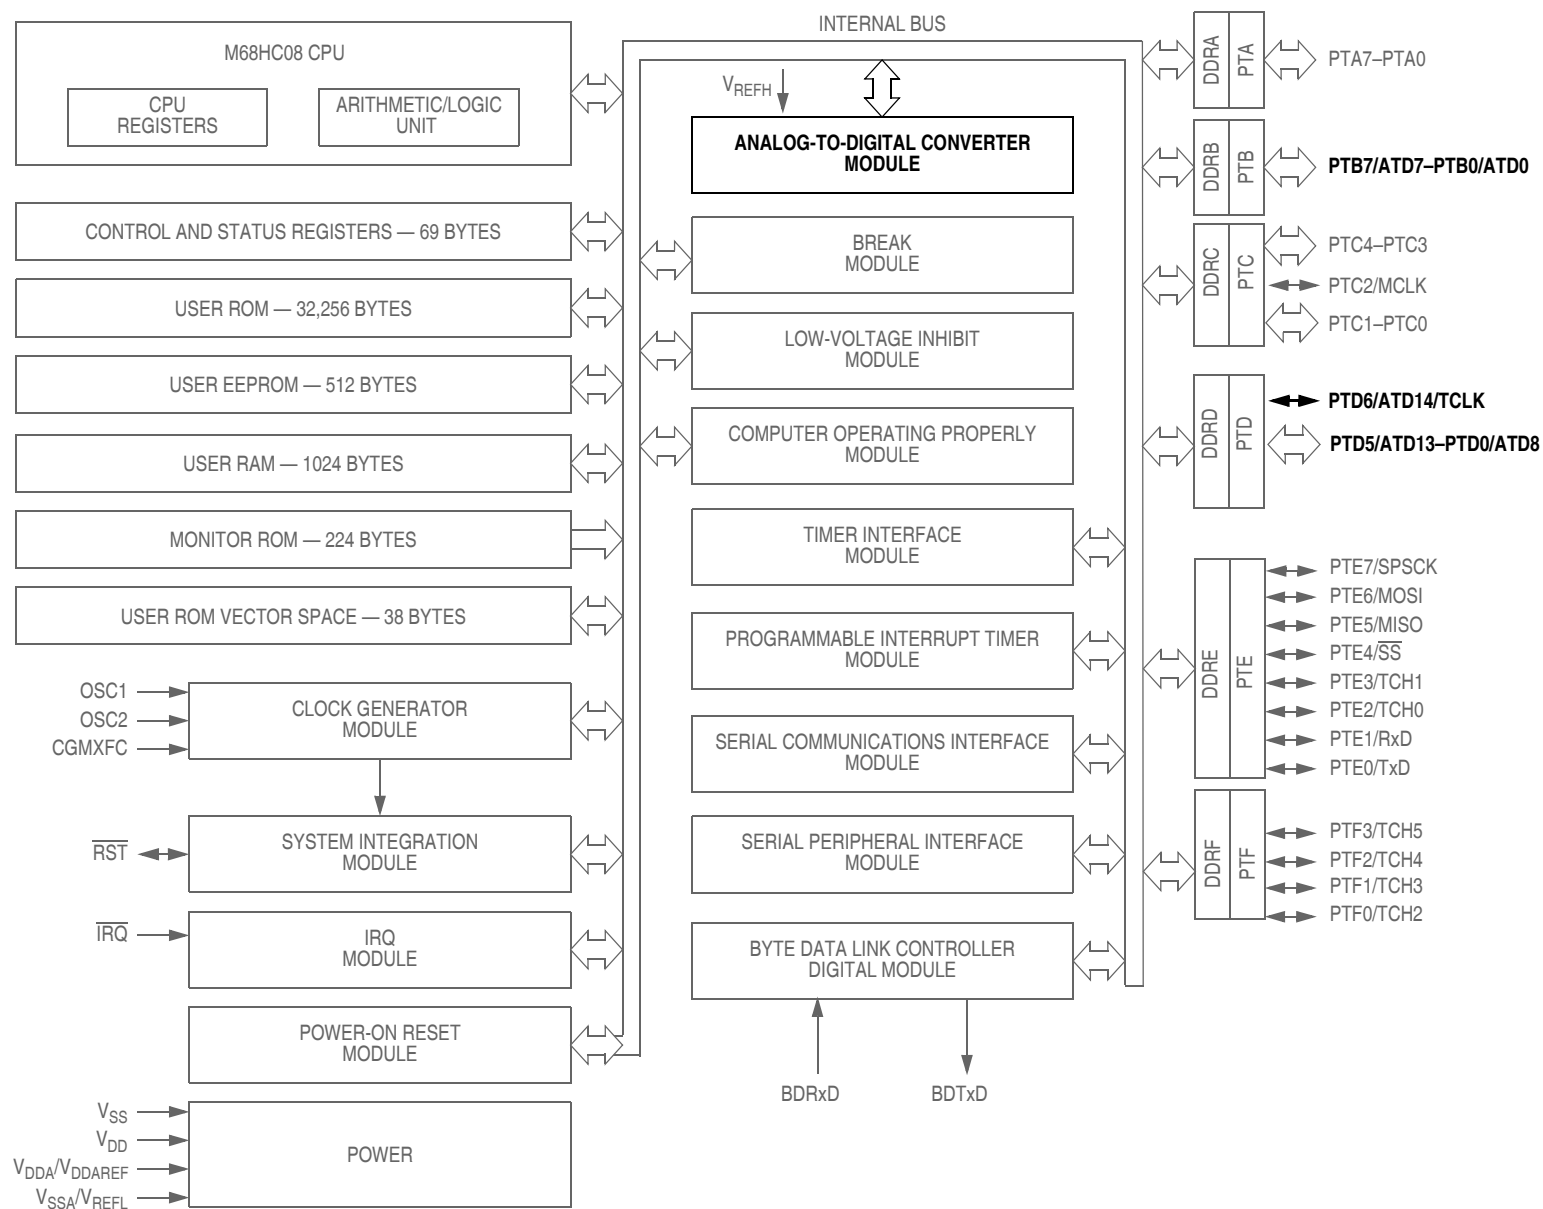 INTERNAL BUS
M68HC08 CPU
CPU
REGISTERS
ARITHMETIC/LOGIC
UNIT
CONTROL AND STATUS REGISTERS — 69 BYTES
USER ROM — 32,256 BYTES
USER EEPROM — 512 BYTES
USER RAM — 1024 BYTES
MONITOR ROM — 224 BYTES
USER ROM VECTOR SPACE — 38 BYTES
OSC1
OSC2
CGMXFC
CLOCK GENERATOR
MODULE
RST
SYSTEM INTEGRATION
MODULE
IRQ
IRQ
MODULE
POWER-ON RESET
MODULE
VSS
VDD
VDDA/VDDAREF
VSSA/VREFL
POWER
VREFH
ANALOG-TO-DIGITAL CONVERTER
MODULE
BREAK
MODULE
LOW-VOLTAGE INHIBIT
MODULE
COMPUTER OPERATING PROPERLY
MODULE
TIMER INTERFACE
MODULE
PROGRAMMABLE INTERRUPT TIMER
MODULE
SERIAL COMMUNICATIONS INTERFACE
MODULE
SERIAL PERIPHERAL INTERFACE
MODULE
BYTE DATA LINK CONTROLLER
DIGITAL MODULE
BDRxD
BDTxD
DDRA
PTA
PTA7–PTA0
DDRB
PTB
PTB7/ATD7–PTB0/ATD0
DDRC
PTC
PTC4–PTC3
PTC2/MCLK
PTC1–PTC0
DDRD
PTD
PTD6/ATD14/TCLK
PTD5/ATD13–PTD0/ATD8
DDRE
PTE
PTE7/SPSCK
PTE6/MOSI
PTE5/MISO
PTE4/SS
PTE3/TCH1
PTE2/TCH0
PTE1/RxD
PTE0/TxD
DDRF
PTF
PTF3/TCH5
PTF2/TCH4
PTF1/TCH3
PTF0/TCH2